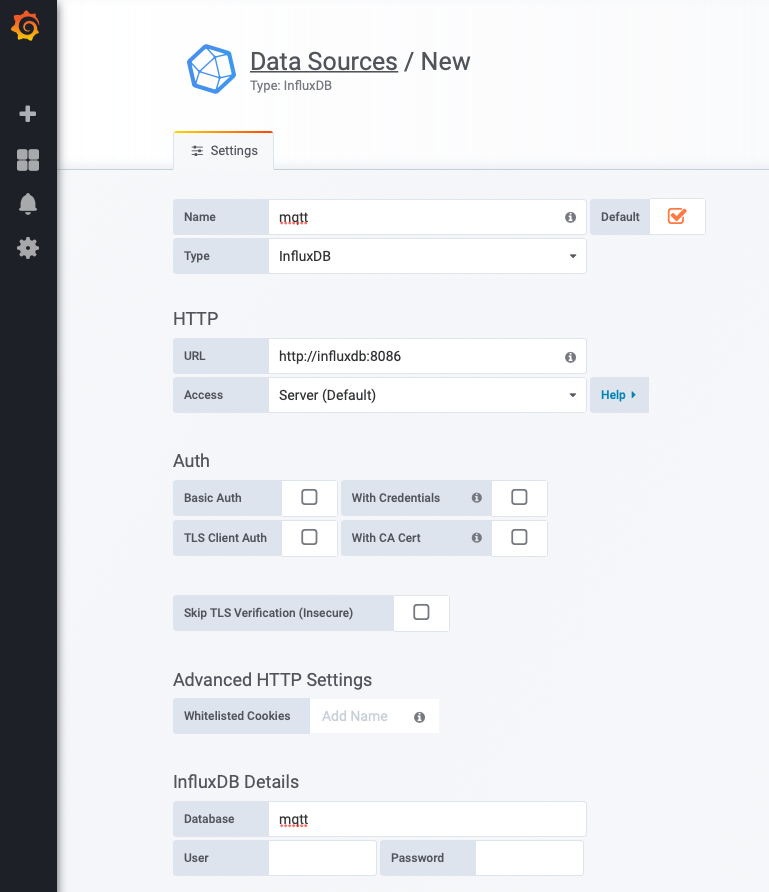 Data Sources / New
Type: InfluxDB
Settings
Name mqtt Default
Type InfluxDB
HTTP
URL http://influxdb:8086
Access Server (Default) Help
Auth
Basic Auth With Credentials
TLS Client Auth With CA Cert
Skip TLS Verification (Insecure)
Advanced HTTP Settings
Whitelisted Cookies Add Name
InfluxDB Details
Database mqtt
User Password